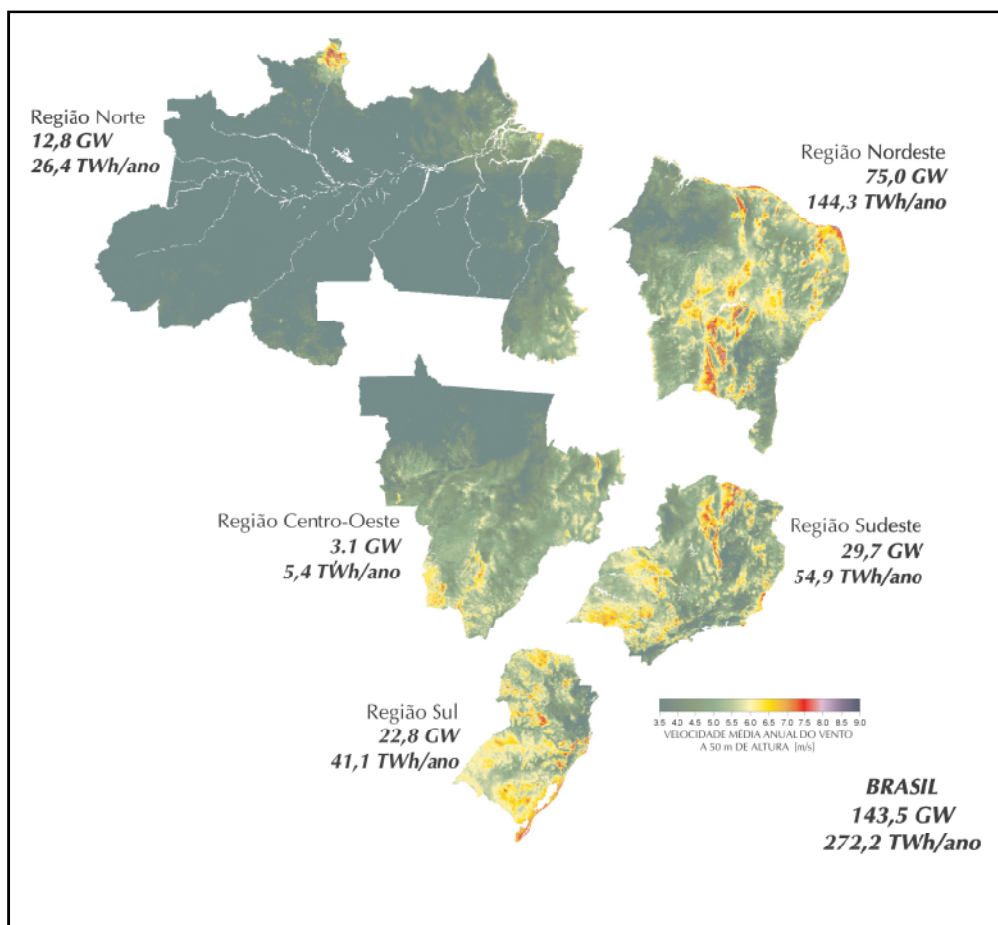 Região Norte
12,8 GW
26,4 TWh/ano
Região Nordeste
75,0 GW
144,3 TWh/ano
Região Centro-Oeste
3.1 GW
5,4 TWh/ano
Região Sudeste
29,7 GW
54,9 TWh/ano
Região Sul
22,8 GW
41,1 TWh/ano
3.5 4.0 4.5 5.0 5.5 6.0 6.5 7.0 7.5 8.0 8.5 9.0
VELOCIDADE MÉDIA ANUAL DO VENTO
A 50 m DE ALTURA [m/s]
BRASIL
143,5 GW
272,2 TWh/ano